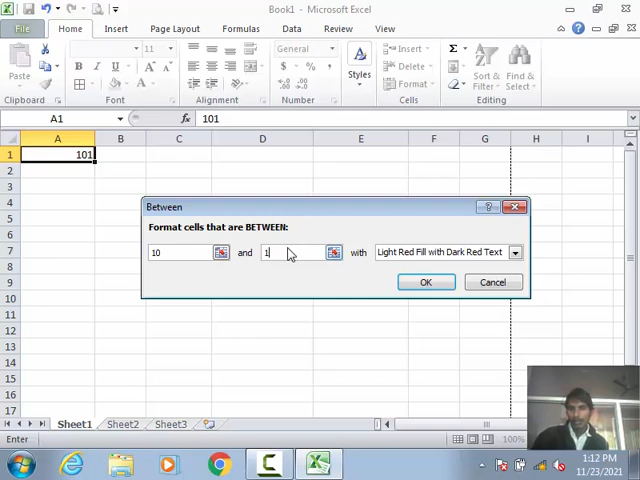 Book1 - Microsoft Excel
File Home Insert Page Layout Formulas Data Review View
Paste
Clipboard
11
B I U A A
Font
Alignment
General
$ % ,
Number
Styles
Insert
Delete
Format
Cells
Σ
Sort & Filter
Find & Select
Editing
A1 fx 101
A B C D E F G H I
1 101
2
3
4
5
6
7
8
9
10
11
12
13
14
15
16
17
Between
Format cells that are BETWEEN:
10 and 1 with Light Red Fill with Dark Red Text
OK Cancel
Sheet1 Sheet2 Sheet3
Enter 100%
1:12 PM
11/23/2021